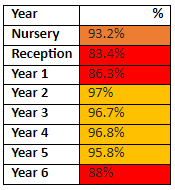 Year %
Nursery 93.2%
Reception 83.4%
Year 1 86.3%
Year 2 97%
Year 3 96.7%
Year 4 96.8%
Year 5 95.8%
Year 6 88%